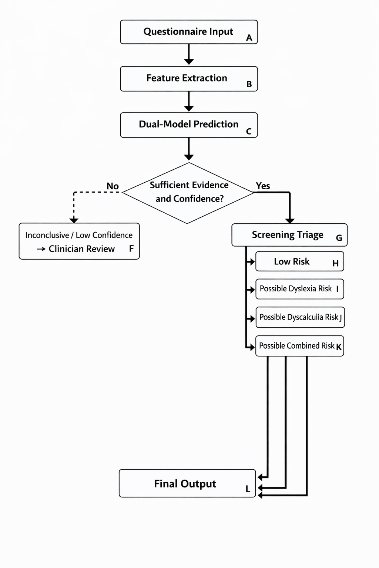 Questionnaire Input A
Feature Extraction B
Dual-Model Prediction C
Sufficient Evidence
and Confidence?
No
Yes
Inconclusive / Low Confidence
→ Clinician Review F
Screening Triage G
Low Risk H
Possible Dyslexia Risk I
Possible Dyscalculia Risk J
Possible Combined Risk K
Final Output L